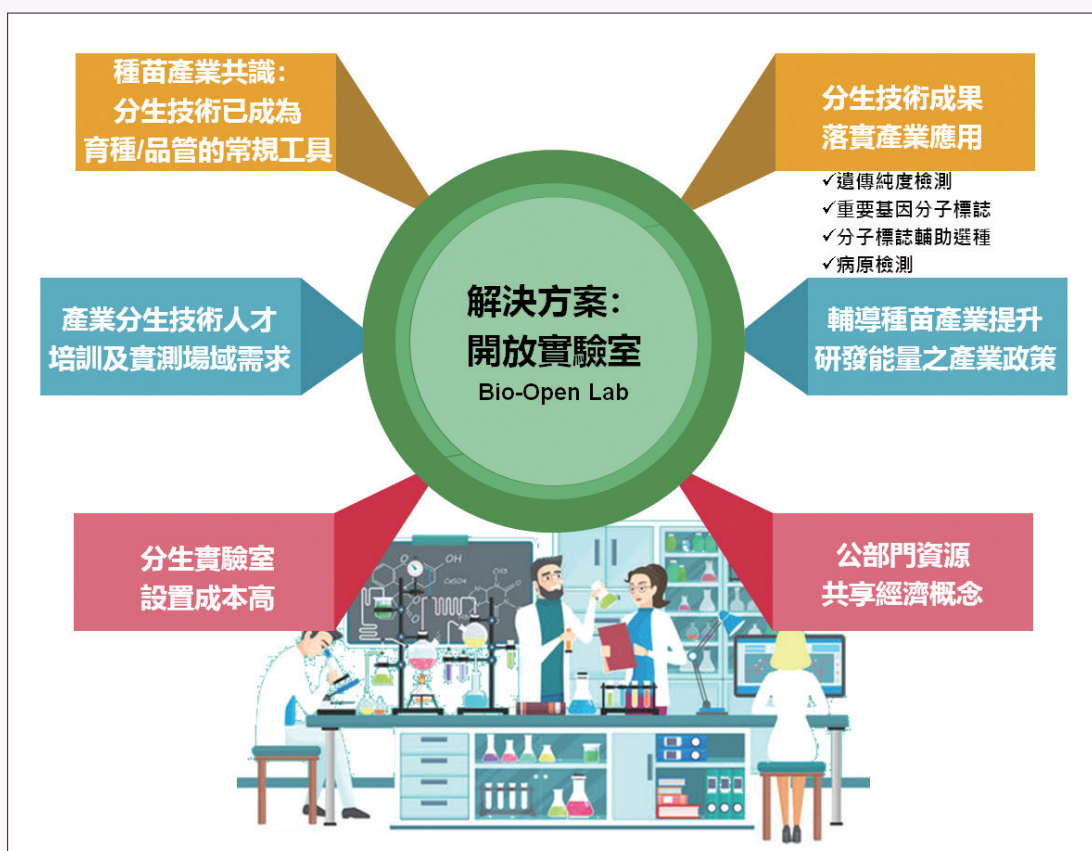 種苗產業共識：
分生技術已成為
育種/品管的常規工具
分生技術成果
落實產業應用
✓遺傳純度檢測
✓重要基因分子標誌
✓分子標誌輔助選種
✓病原檢測
解決方案：
開放實驗室
Bio-Open Lab
產業分生技術人才
培訓及實測場域需求
輔導種苗產業提升
研發能量之產業政策
分生實驗室
設置成本高
公部門資源
共享經濟概念
OH
CaSO4
CH3